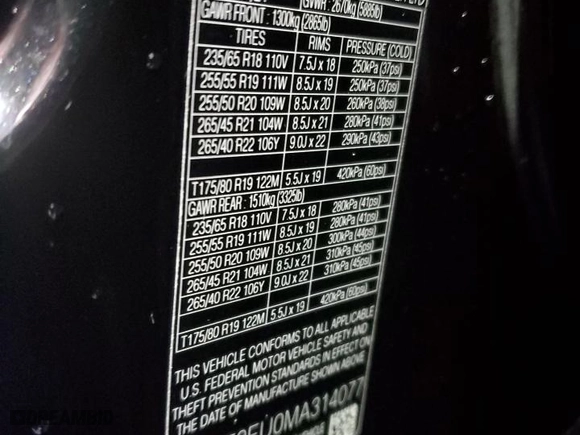 GVWR: 2670kg (5885lb)
GAWR FRONT : 1300kg (2865lb)
TIRES RIMS PRESSURE (COLD)
235/65 R18 110V 7.5J x 18 250kPa (37psi)
255/55 R19 111W 8.5J x 19 250kPa (37psi)
255/50 R20 109W 8.5J x 20 260kPa (38psi)
265/45 R21 104W 8.5J x 21 280kPa (41psi)
265/40 R22 106Y 9.0J x 22 290kPa (43psi)
T175/80 R19 122M 5.5J x 19 420kPa (60psi)
GAWR REAR : 1510kg (3325lb)
235/65 R18 110V 7.5J x 18 280kPa (41psi)
255/55 R19 111W 8.5J x 19 280kPa (41psi)
255/50 R20 109W 8.5J x 20 300kPa (44psi)
265/45 R21 104W 8.5J x 21 310kPa (45psi)
265/40 R22 106Y 9.0J x 22 310kPa (45psi)
T175/80 R19 122M 5.5J x 19 420kPa (60psi)
THIS VEHICLE CONFORMS TO ALL APPLICABLE
U.S. FEDERAL MOTOR VEHICLE SAFETY AND
THEFT PREVENTION STANDARDS IN EFFECT ON
THE DATE OF MANUFACTURE SHOWN ABOVE
U0MA314077